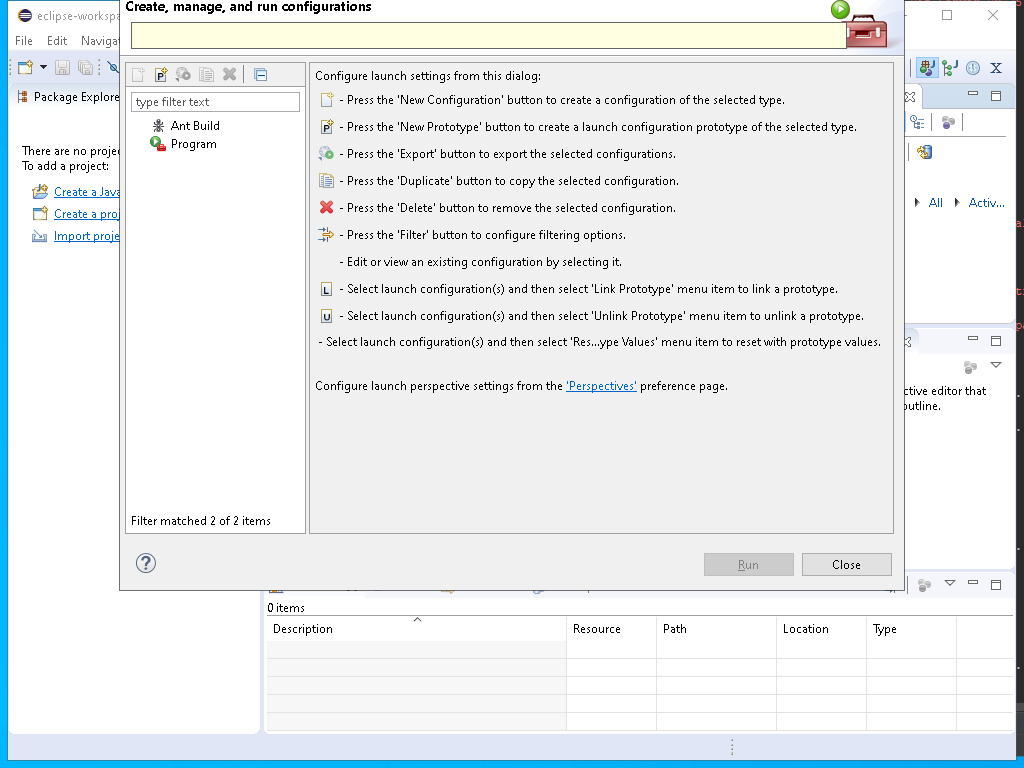 Create, manage, and run configurations
eclipse-workspa
File Edit Navigat
Package Explore
There are no projec
To add a project:
Create a Java
Create a proj
Import proje
type filter text
Ant Build
Program
Filter matched 2 of 2 items
Configure launch settings from this dialog:
- Press the 'New Configuration' button to create a configuration of the selected type.
P - Press the 'New Prototype' button to create a launch configuration prototype of the selected type.
- Press the 'Export' button to export the selected configurations.
- Press the 'Duplicate' button to copy the selected configuration.
- Press the 'Delete' button to remove the selected configuration.
- Press the 'Filter' button to configure filtering options.
- Edit or view an existing configuration by selecting it.
L - Select launch configuration(s) and then select 'Link Prototype' menu item to link a prototype.
U - Select launch configuration(s) and then select 'Unlink Prototype' menu item to unlink a prototype.
- Select launch configuration(s) and then select 'Res...ype Values' menu item to reset with prototype values.
Configure launch perspective settings from the 'Perspectives' preference page.
Run Close
All Activ...
ctive editor that
outline.
0 items
Description Resource Path Location Type